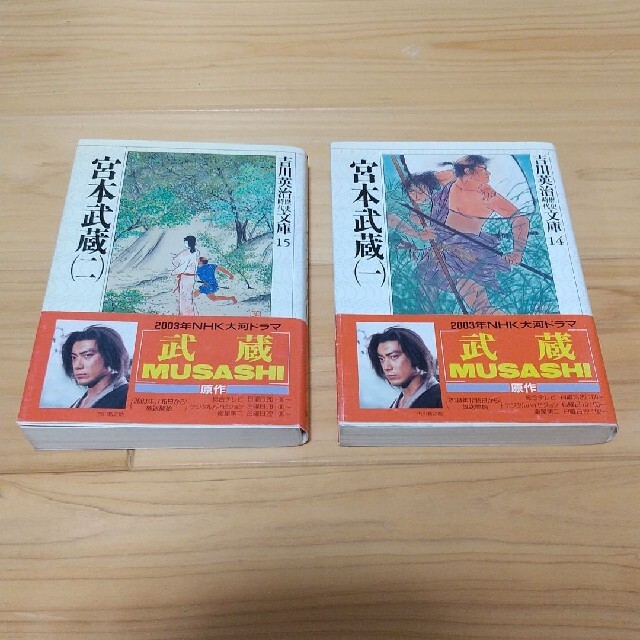 宮本武蔵(二)
吉川英治歴史時代文庫 15
2003年NHK大河ドラマ
武蔵
MUSASHI
原作
宮本武蔵(一)
吉川英治歴史時代文庫 14
2003年NHK大河ドラマ
武蔵
MUSASHI
原作